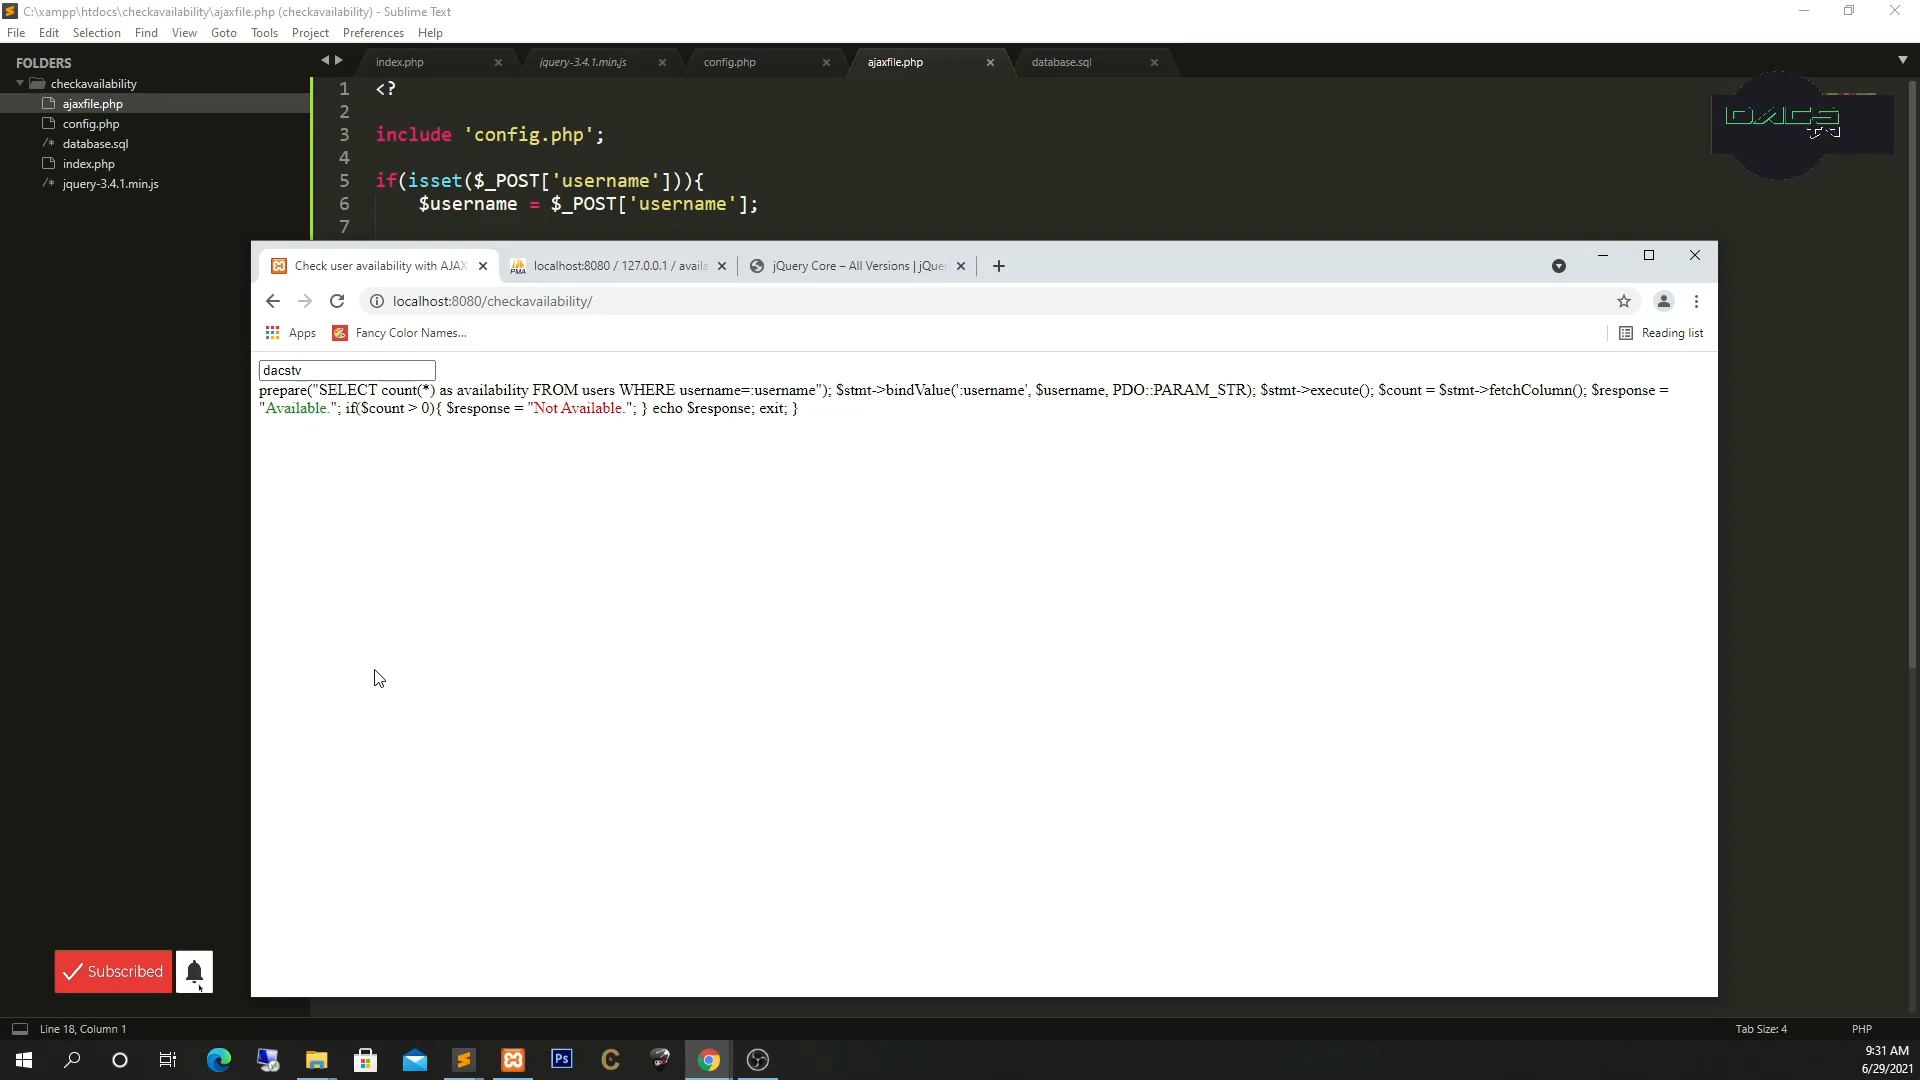 C:\xampp\htdocs\checkavailability\ajaxfile.php (checkavailability) - Sublime Text
File Edit Selection Find View Goto Tools Project Preferences Help
FOLDERS
checkavailability
ajaxfile.php
config.php
database.sql
index.php
jquery-3.4.1.min.js
index.php
jquery-3.4.1.min.js
config.php
ajaxfile.php
database.sql
1 <?
2
3 include 'config.php';
4
5 if(isset($_POST['username'])){
6 $username = $_POST['username'];
7
DACS
TV
Check user availability with AJAX
localhost:8080 / 127.0.0.1 / availa
jQuery Core – All Versions | jQuer
localhost:8080/checkavailability/
Apps Fancy Color Names...
Reading list
dacstv
prepare("SELECT count(*) as availability FROM users WHERE username=:username"); $stmt->bindValue(':username', $username, PDO::PARAM_STR); $stmt->execute(); $count = $stmt->fetchColumn(); $response =
"Available."; if($count > 0){ $response = "Not Available."; } echo $response; exit; }
Subscribed
Line 18, Column 1
Tab Size: 4
PHP
9:31 AM
6/29/2021